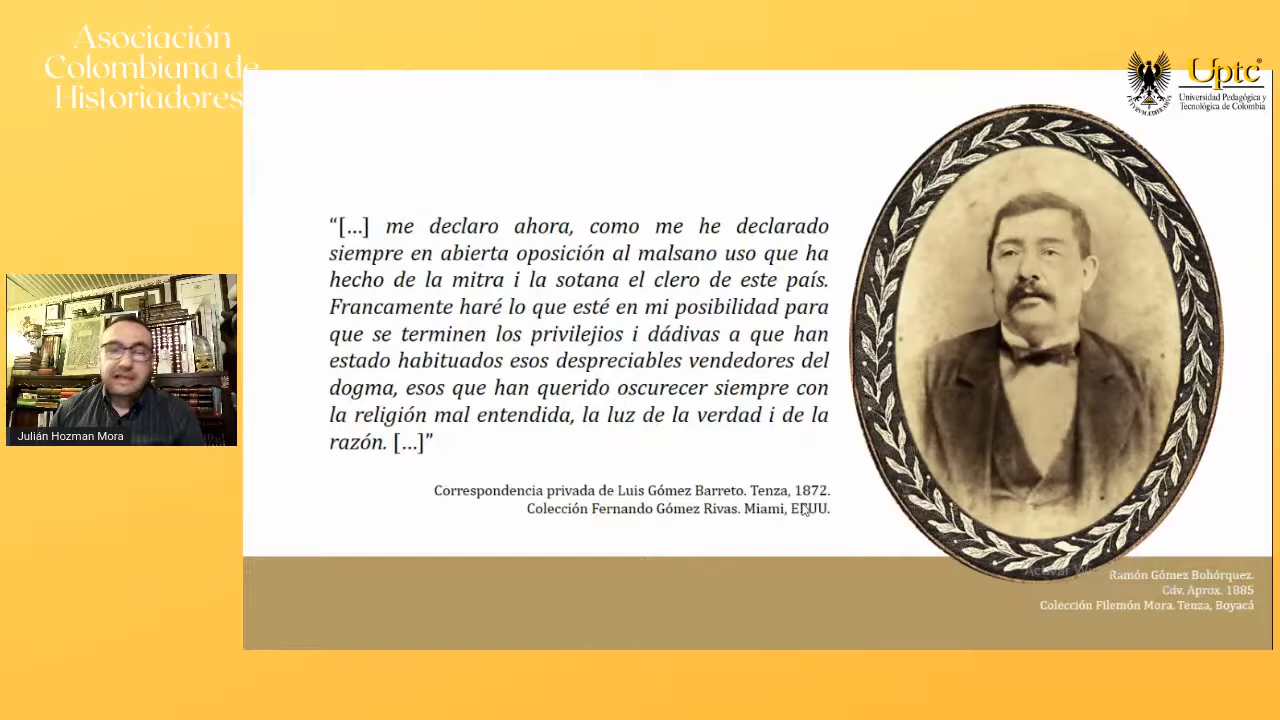 Asociación
Colombiana de
Historiadores
Uptc®
Universidad Pedagógica y
Tecnológica de Colombia
“[...] me declaro ahora, como me he declarado
siempre en abierta oposición al malsano uso que ha
hecho de la mitra i la sotana el clero de este país.
Francamente haré lo que esté en mi posibilidad para
que se terminen los privilejios i dádivas a que han
estado habituados esos despreciables vendedores del
dogma, esos que han querido oscurecer siempre con
la religión mal entendida, la luz de la verdad i de la
razón. [...]”
Correspondencia privada de Luis Gómez Barreto. Tenza, 1872.
Colección Fernando Gómez Rivas. Miami, EEUU.
Julián Hozman Mora
Activar
Ramón Gómez Bohórquez.
Cdv. Aprox. 1885
Colección Filemón Mora. Tenza, Boyacá